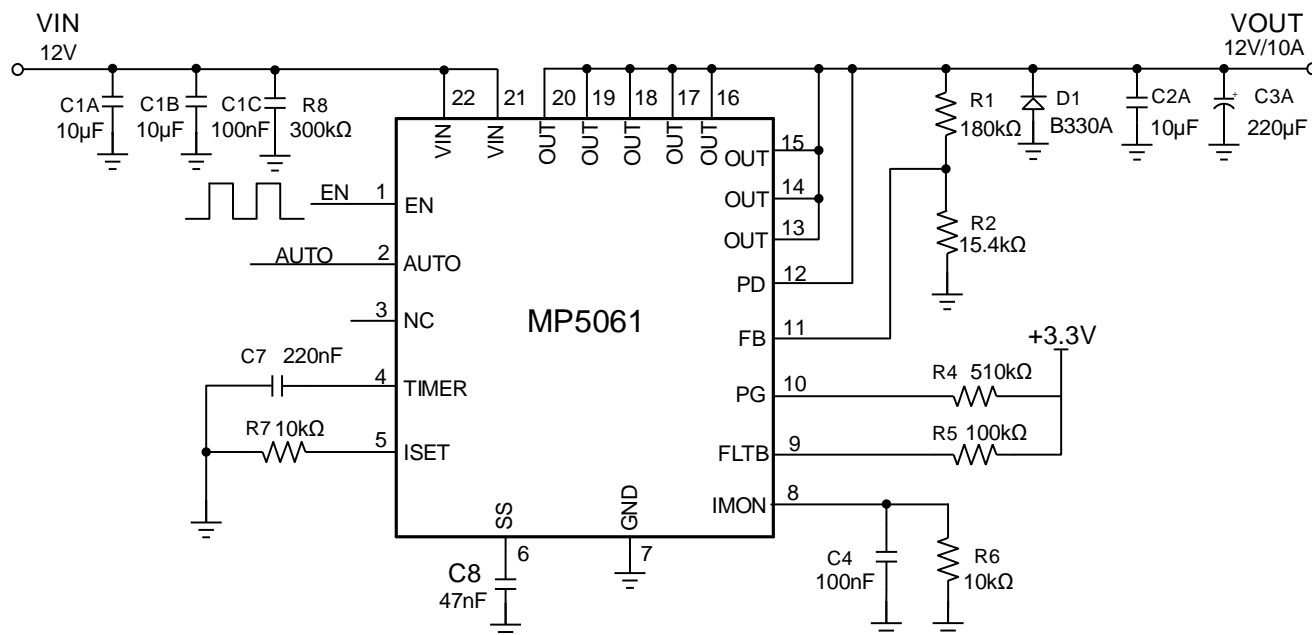 VIN
12V
VOUT
12V/10A
C1A
10µF
C1B
10µF
C1C
100nF
R8
300kΩ
22
21
20
19
18
17
16
VIN
VIN
OUT
OUT
OUT
OUT
OUT
R1
180kΩ
D1
B330A
C2A
10µF
C3A
220µF
+
EN
1
EN
AUTO
2
AUTO
3
NC
C7 220nF
4
TIMER
R7 10kΩ
5
ISET
MP5061
OUT
15
OUT
14
OUT
13
PD
12
FB
11
PG
10
FLTB
9
IMON
8
R2
15.4kΩ
+3.3V
R4 510kΩ
R5 100kΩ
SS
6
GND
7
C8
47nF
C4
100nF
R6
10kΩ